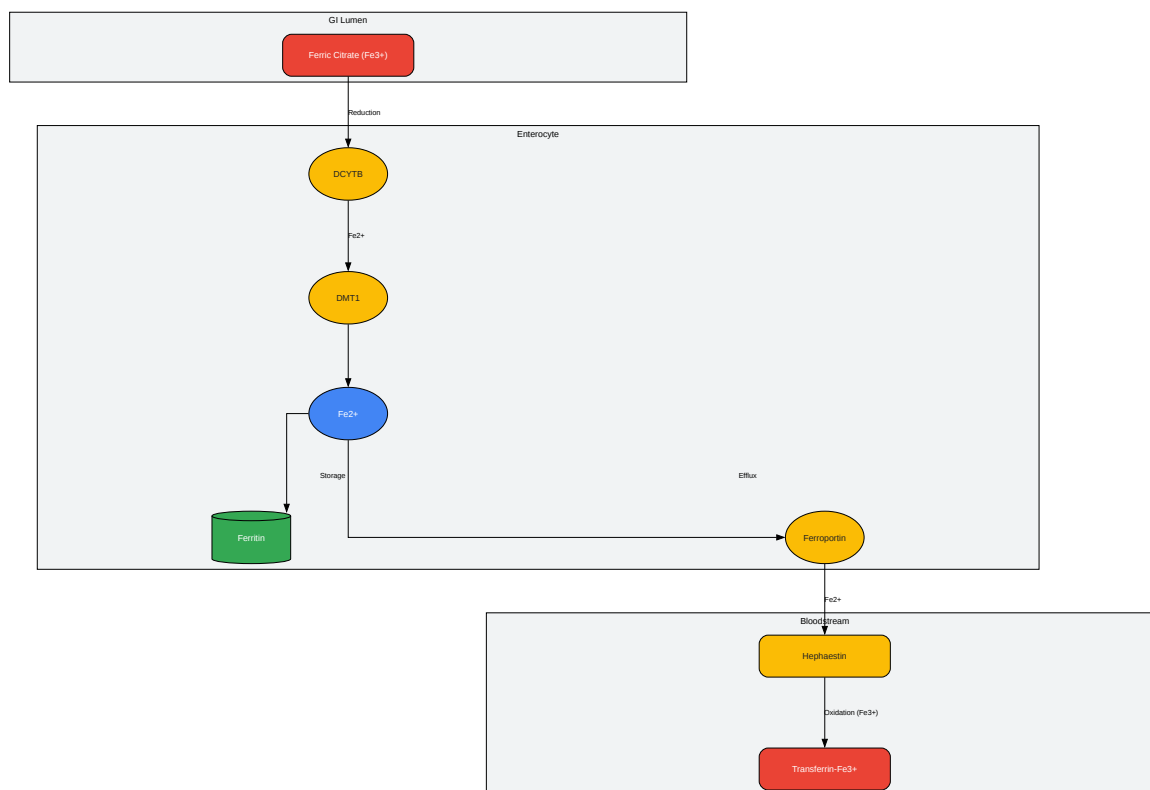 GI Lumen
Ferric Citrate (Fe3+)
Reduction
Enterocyte
DCYTB
Fe2+
DMT1
Fe2+
Storage
Efflux
Ferritin
Ferroportin
Fe2+
Bloodstream
Hephaestin
Oxidation (Fe3+)
Transferrin-Fe3+